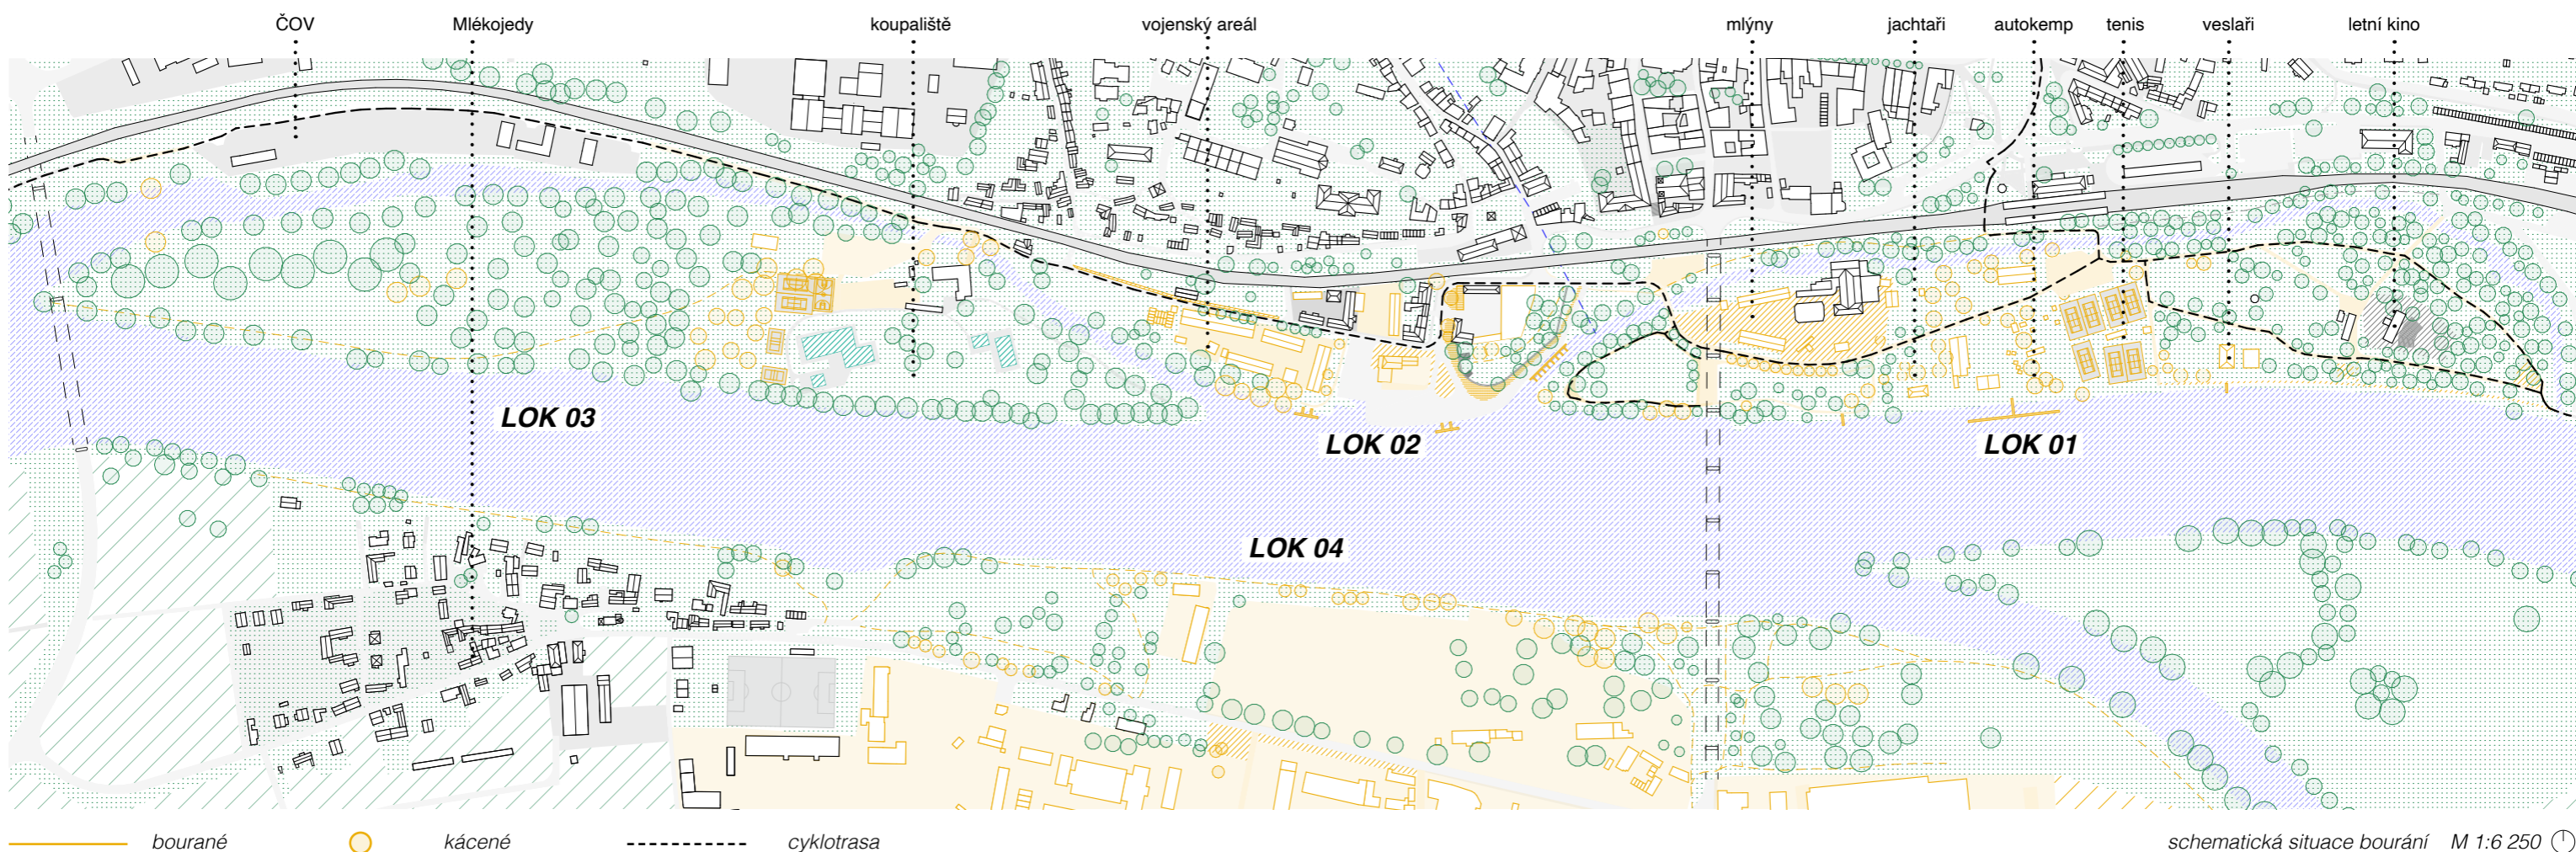 ČOV Mlékojedy koupaliště vojenský areál mlýny jachtaři autokemp tenis veslaři letní kino
LOK 03
LOK 02
LOK 01
LOK 04
bourané kácené cyklotrasa schematická situace bourání M 1:6 250